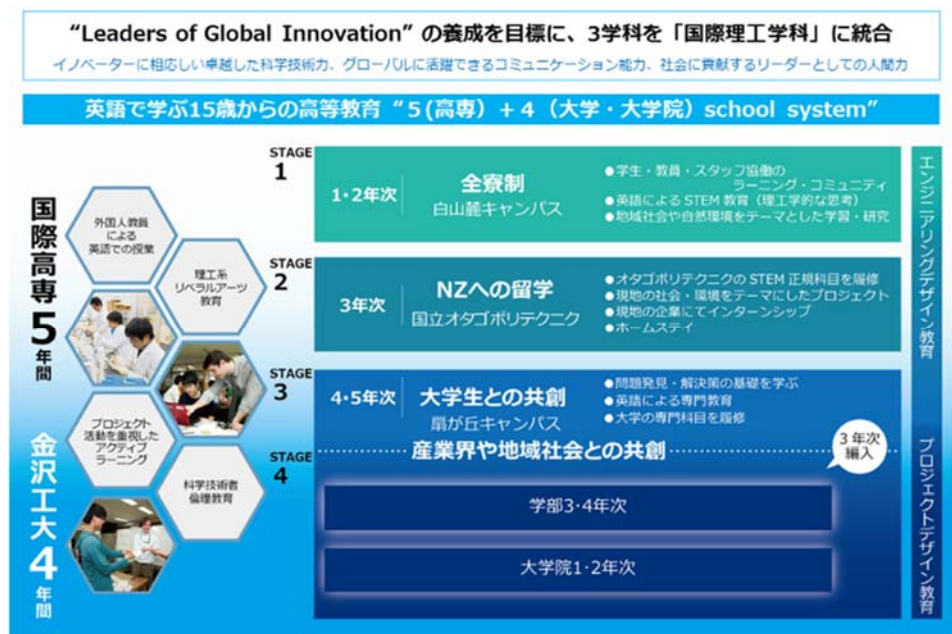 “Leaders of Global Innovation” の養成を目標に、3学科を「国際理工学科」に統合
イノベーターに相応しい卓越した科学技術力、グローバルに活躍できるコミュニケーション能力、社会に貢献するリーダーとしての人間力
英語で学ぶ15歳からの高等教育 “５(高専）＋４（大学・大学院）school system”
国際高専
5
年間
金沢工大
4
年間
外国人教員
による
英語での授業
理工系
リベラルアーツ
教育
プロジェクト
活動を重視した
アクティブ
ラーニング
科学技術者
倫理教育
STAGE
1
1・2年次
全寮制
白山麓キャンパス
●学生・教員・スタッフ協働の
ラーニング・コミュニティ
●英語による STEM 教育（理工学的な思考）
●地域社会や自然環境をテーマとした学習・研究
STAGE
2
3年次
NZへの留学
国立オタゴポリテクニク
●オタゴポリテクニクの STEM 正規科目を履修
●現地の社会・環境をテーマにしたプロジェクト
●現地の企業にてインターンシップ
●ホームステイ
STAGE
3
4・5年次
大学生との共創
扇が丘キャンパス
●問題発見・解決策の基礎を学ぶ
●英語による専門教育
●大学の専門科目を履修
STAGE
4
産業界や地域社会との共創
3 年次
編入
学部3・4年次
大学院1・2年次
エンジニアリングデザイン教育
プロジェクトデザイン教育